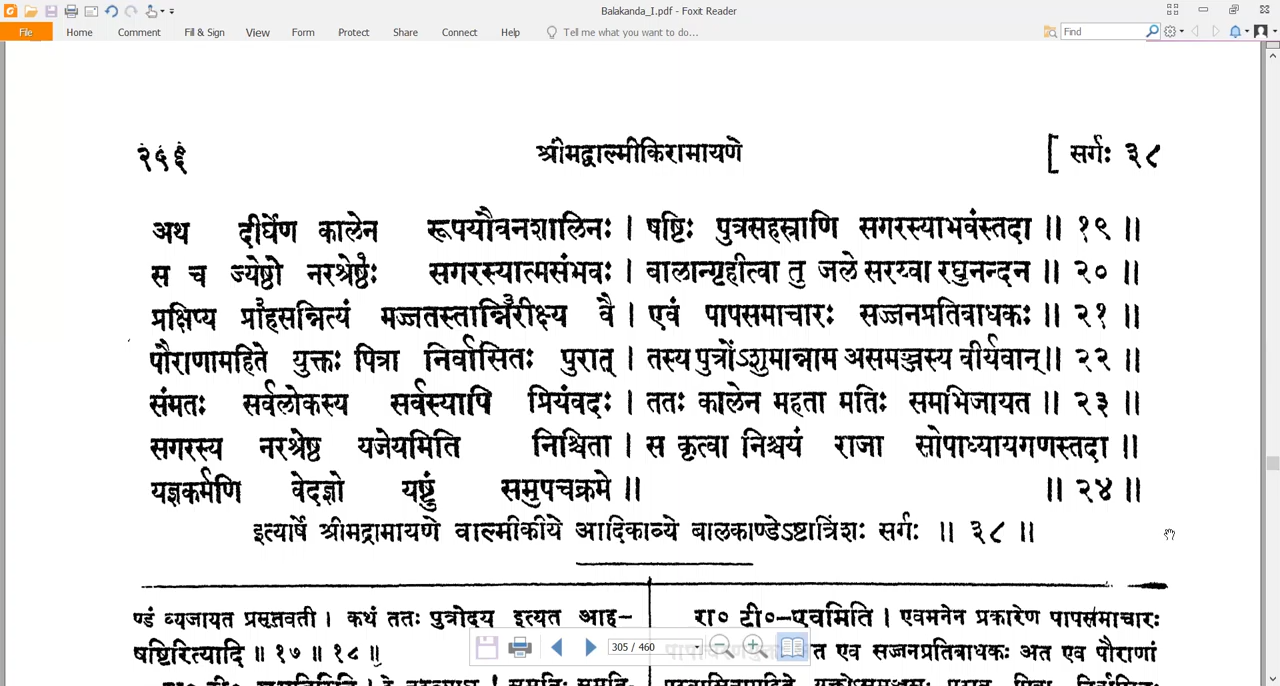 Balakanda_I.pdf - Foxit Reader
File Home Comment Fill & Sign View Form Protect Share Connect Help Tell me what you want to do... Find
२५६ श्रीमद्वाल्मीकिरामायणे [ सर्गः ३८
अथ दीर्घेण कालेन रूपयौवनशालिनः । षष्टिः पुत्रसहस्राणि सगरस्याभवंस्तदा ॥ १९ ॥
स च ज्येष्ठो नरश्रेष्ठः सगरस्यात्मसंभवः । बालान्गृहीत्वा तु जले सरय्वा रघुनन्दन ॥ २० ॥
प्रक्षिप्य प्राहसन्नित्यं मज्जतस्तान्निरीक्ष्य वै । एवं पापसमाचारः सज्जनप्रतिबाधकः ॥ २१ ॥
पौराणामहिते युक्तः पित्रा निर्वासितः पुरात् । तस्य पुत्रोंऽशुमान्नाम असमञ्जस्य वीर्यवान् ॥ २२ ॥
संमतः सर्वलोकस्य सर्वस्यापि प्रियंवदः । ततः कालेन महता मतिः समभिजायत ॥ २३ ॥
सगरस्य नरश्रेष्ठ यजेयमिति निश्चिता । स कृत्वा निश्चयं राजा सोपाध्यायगणस्तदा ॥
यज्ञकर्मणि वेदज्ञो यष्टुं समुपचक्रमे ॥ ॥ २४ ॥
इत्यार्षे श्रीमद्रामायणे वाल्मीकीये आदिकाव्ये बालकाण्डेऽष्टात्रिंशः सर्गः ॥ ३८ ॥
ण्डं व्यजायत प्रसूतवती । कथं ततः पुत्रोदय इत्यत आह–
षष्टिरित्यादि ॥ १७ ॥ १८ ॥
रा० टी०–एवमिति । एवमनेन प्रकारेण पापसमाचारः
त एव सज्जनप्रतिबाधकः अत एव पौराणां
305 / 460